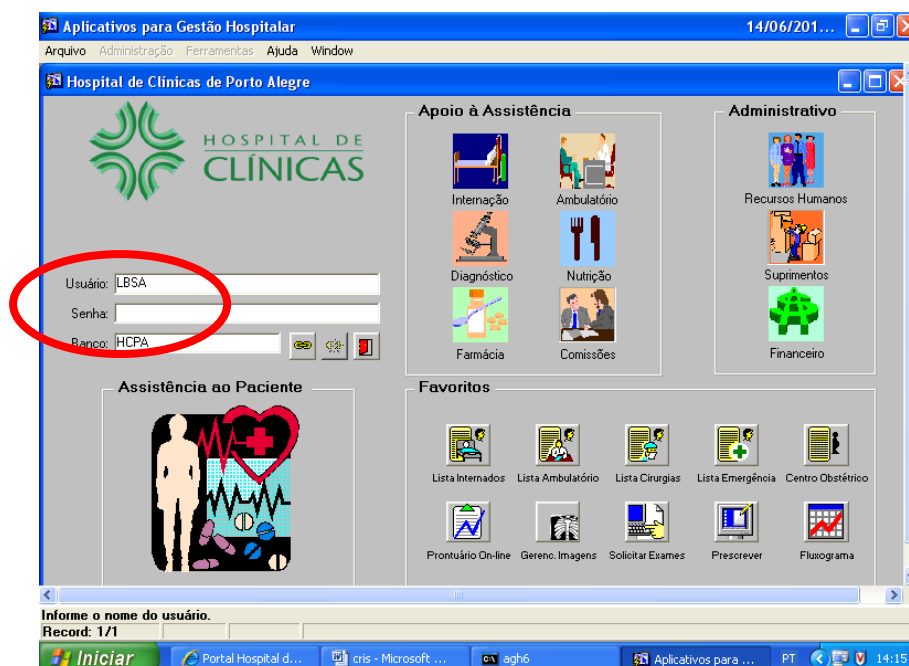 Aplicativos para Gestão Hospitalar 14/06/201...
Arquivo Administração Ferramentas Ajuda Window
Hospital de Clínicas de Porto Alegre
HOSPITAL DE
CLÍNICAS
Usuário: LBSA
Senha:
Banco: HCPA
Apoio à Assistência
Internação Ambulatório
Diagnóstico Nutrição
Farmácia Comissões
Administrativo
Recursos Humanos
Suprimentos
Financeiro
Assistência ao Paciente
Favoritos
Lista Internados Lista Ambulatório Lista Cirurgias Lista Emergência Centro Obstétrico
Prontuário On-line Gerenc. Imagens Solicitar Exames Prescrever Fluxograma
Informe o nome do usuário.
Record: 1/1
Iniciar Portal Hospital d... cris - Microsoft ... agh6 Aplicativos para ... PT 14:15